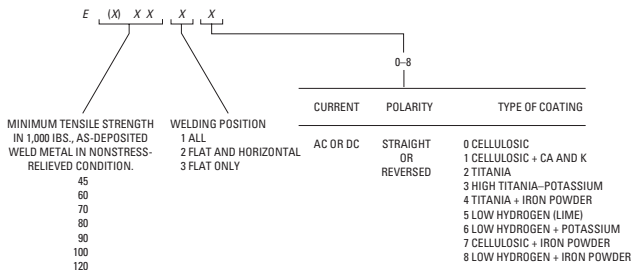 E (X) X X X X
0–8
CURRENT POLARITY TYPE OF COATING
MINIMUM TENSILE STRENGTH
IN 1,000 IBS., AS-DEPOSITED
WELD METAL IN NONSTRESS-
RELIEVED CONDITION.
45
60
70
80
90
100
120
WELDING POSITION
1 ALL
2 FLAT AND HORIZONTAL
3 FLAT ONLY
AC OR DC
STRAIGHT
OR
REVERSED
0 CELLULOSIC
1 CELLULOSIC + CA AND K
2 TITANIA
3 HIGH TITANIA–POTASSIUM
4 TITANIA + IRON POWDER
5 LOW HYDROGEN (LIME)
6 LOW HYDROGEN + POTASSIUM
7 CELLULOSIC + IRON POWDER
8 LOW HYDROGEN + IRON POWDER